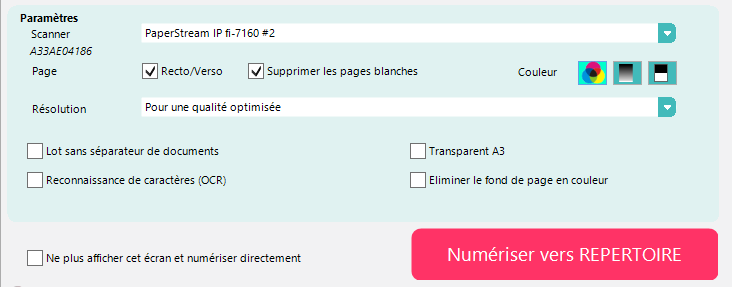 Paramètres
Scanner PaperStream IP fi-7160 #2
A33AE04186
Page Recto/Verso Supprimer les pages blanches Couleur
Résolution Pour une qualité optimisée
Lot sans séparateur de documents Transparent A3
Reconnaissance de caractères (OCR) Eliminer le fond de page en couleur
Ne plus afficher cet écran et numériser directement Numériser vers REPERTOIRE